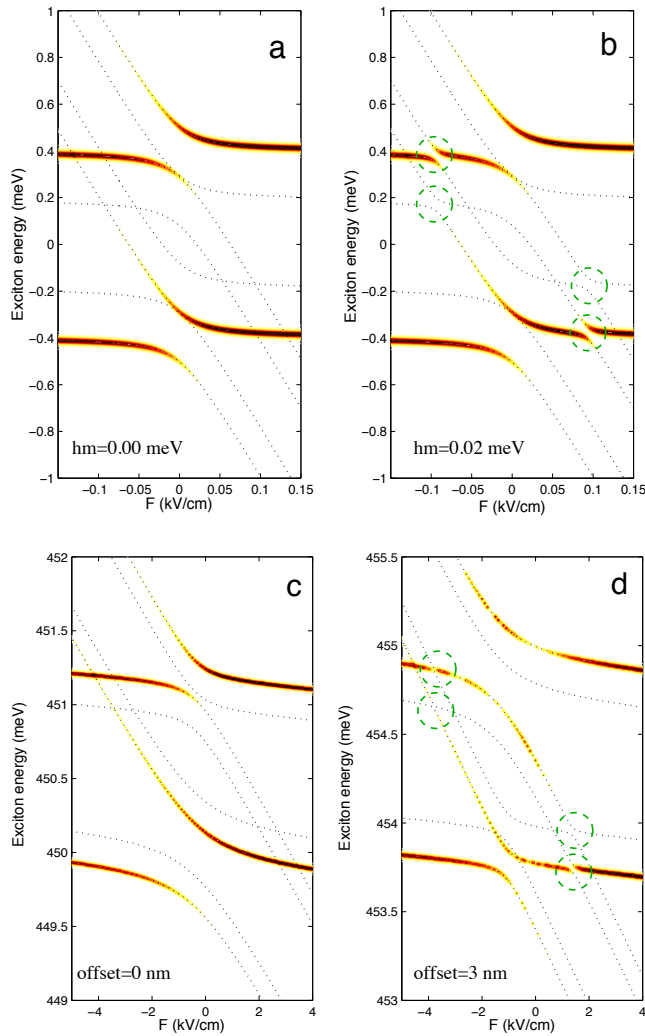 a
b
1
0.8
0.6
0.4
0.2
0
−0.2
−0.4
−0.6
−0.8
−1
Exciton energy (meV)
hm=0.00 meV
−0.1 −0.05 0 0.05 0.1 0.15
F (kV/cm)
1
0.8
0.6
0.4
0.2
0
−0.2
−0.4
−0.6
−0.8
−1
Exciton energy (meV)
hm=0.02 meV
−0.1 −0.05 0 0.05 0.1 0.15
F (kV/cm)
c
452
451.5
451
450.5
450
449.5
449
Exciton energy (meV)
offset=0 nm
−4 −2 0 2 4
F (kV/cm)
d
455.5
455
454.5
454
453.5
453
Exciton energy (meV)
offset=3 nm
−4 −2 0 2 4
F (kV/cm)